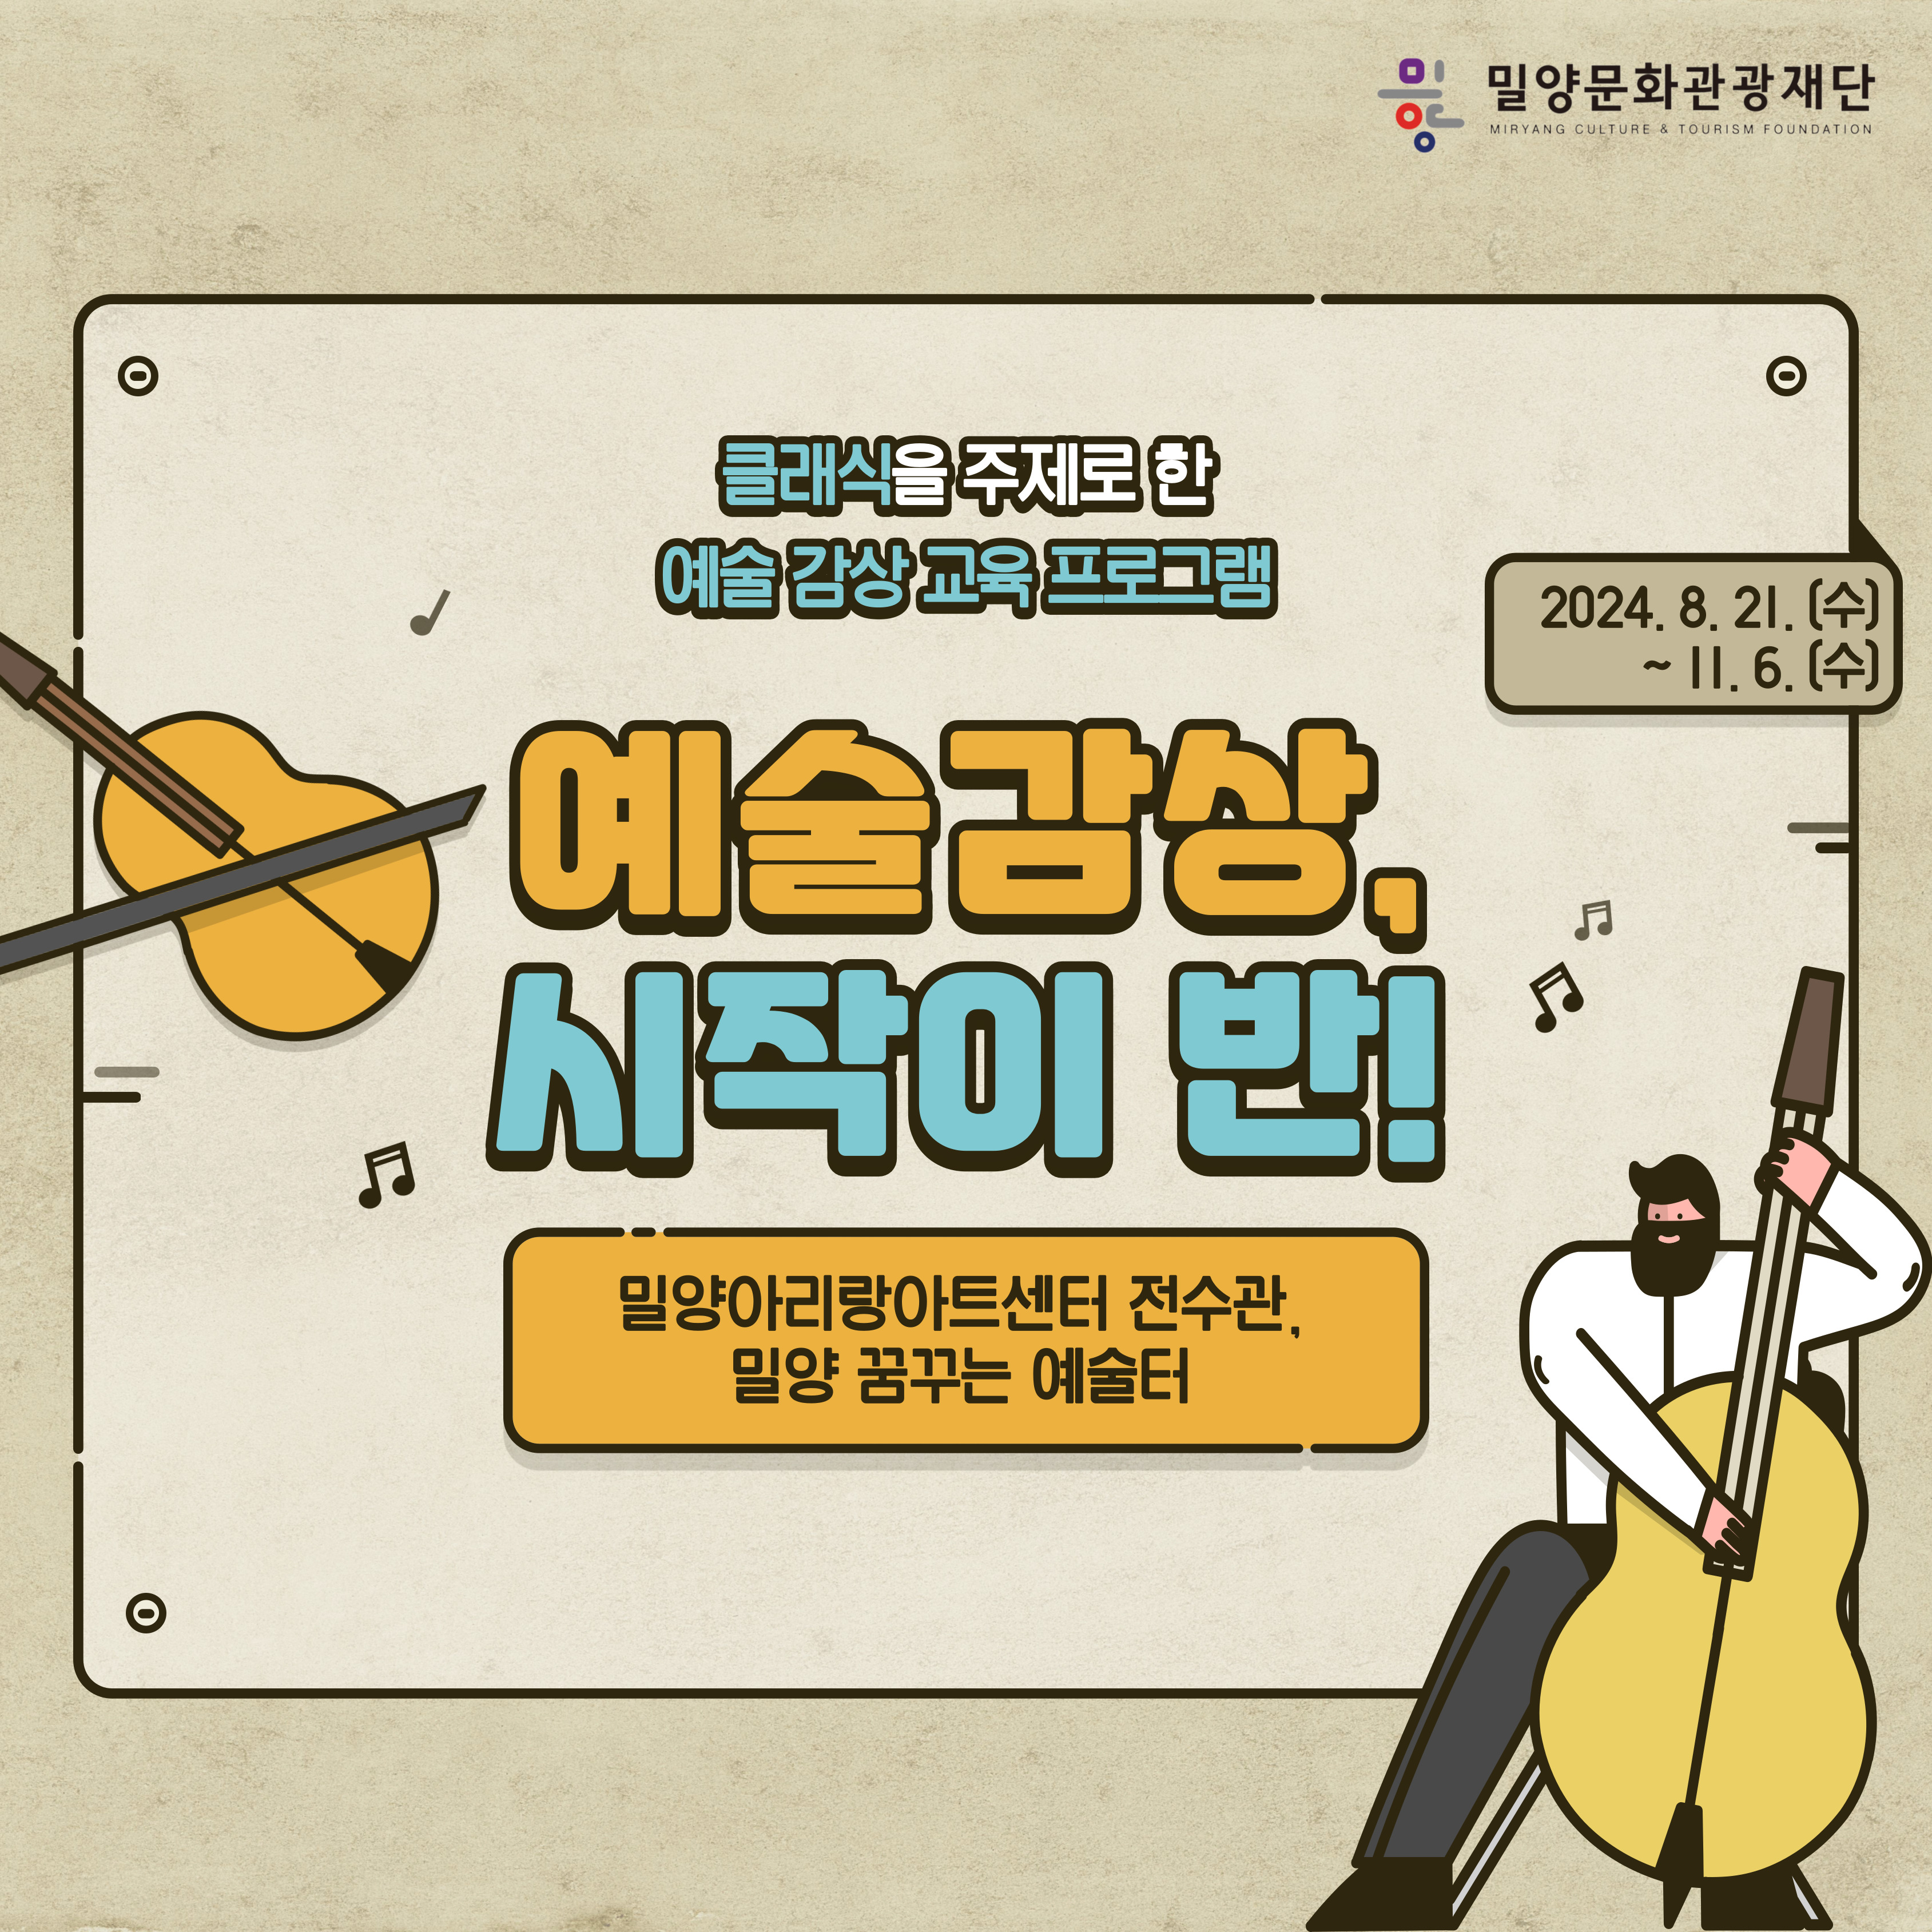 밀양문화관광재단
MIRYANG CULTURE & TOURISM FOUNDATION
클래식을 주제로 한
예술 감상 교육 프로그램
2024. 8. 21. (수)
~ 11. 6. (수)
예술감상,
시작이 반!
밀양아리랑아트센터 전수관,
밀양 꿈꾸는 예술터